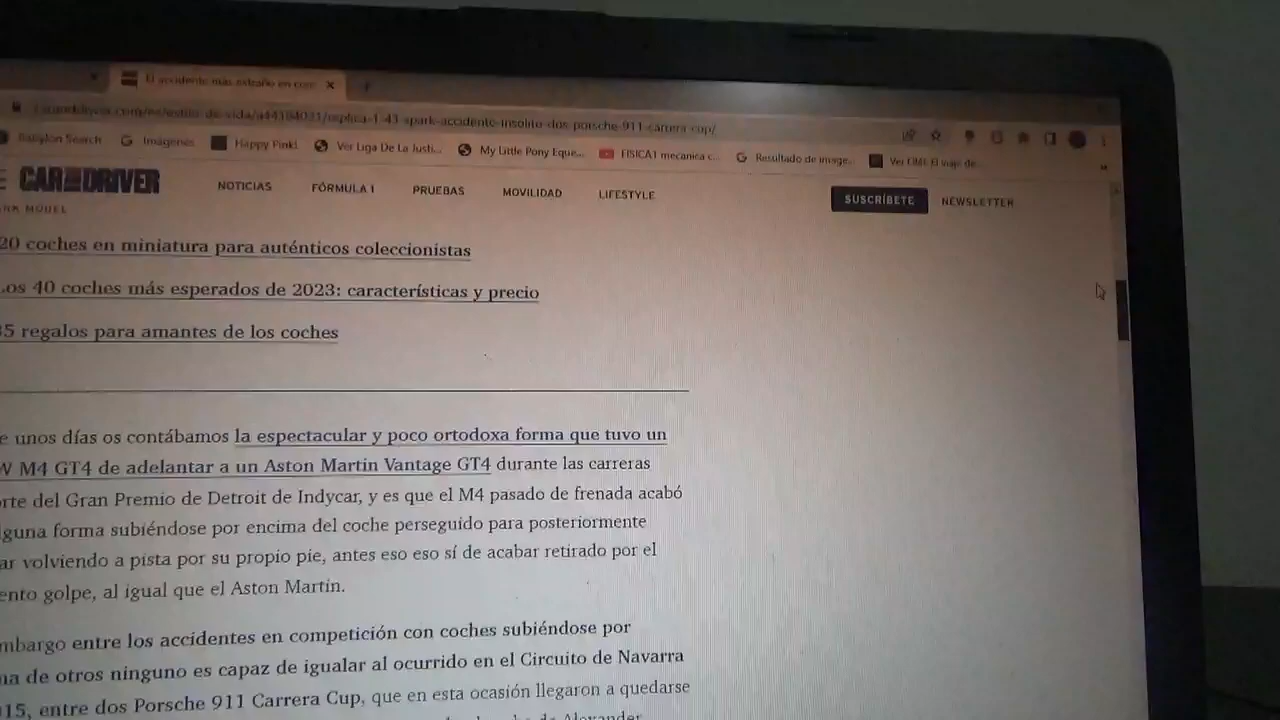 El accidente más extraño en com
caranddriver.com/es/estilo-de-vida/a44184031/replica-1-43-spark-accidente-insolito-dos-porsche-911-carrera-cup/
Babylon Search Imágenes Happy Pink! Ver Liga De La Justi... My Little Pony Eque... FISICA1 mecanica c... Resultado de image... Ver
CAR AND DRIVER NOTICIAS FÓRMULA 1 PRUEBAS MOVILIDAD LIFESTYLE SUSCRÍBETE NEWSLETTER
RK MODEL
20 coches en miniatura para auténticos coleccionistas
Los 40 coches más esperados de 2023: características y precio
35 regalos para amantes de los coches
e unos días os contábamos la espectacular y poco ortodoxa forma que tuvo un
W M4 GT4 de adelantar a un Aston Martin Vantage GT4 durante las carreras
orte del Gran Premio de Detroit de Indycar, y es que el M4 pasado de frenada acabó
lguna forma subiéndose por encima del coche perseguido para posteriormente
ar volviendo a pista por su propio pie, antes eso eso sí de acabar retirado por el
ento golpe, al igual que el Aston Martin.
mbargo entre los accidentes en competición con coches subiéndose por
ma de otros ninguno es capaz de igualar al ocurrido en el Circuito de Navarra
015, entre dos Porsche 911 Carrera Cup, que en esta ocasión llegaron a quedarse
de Alexander